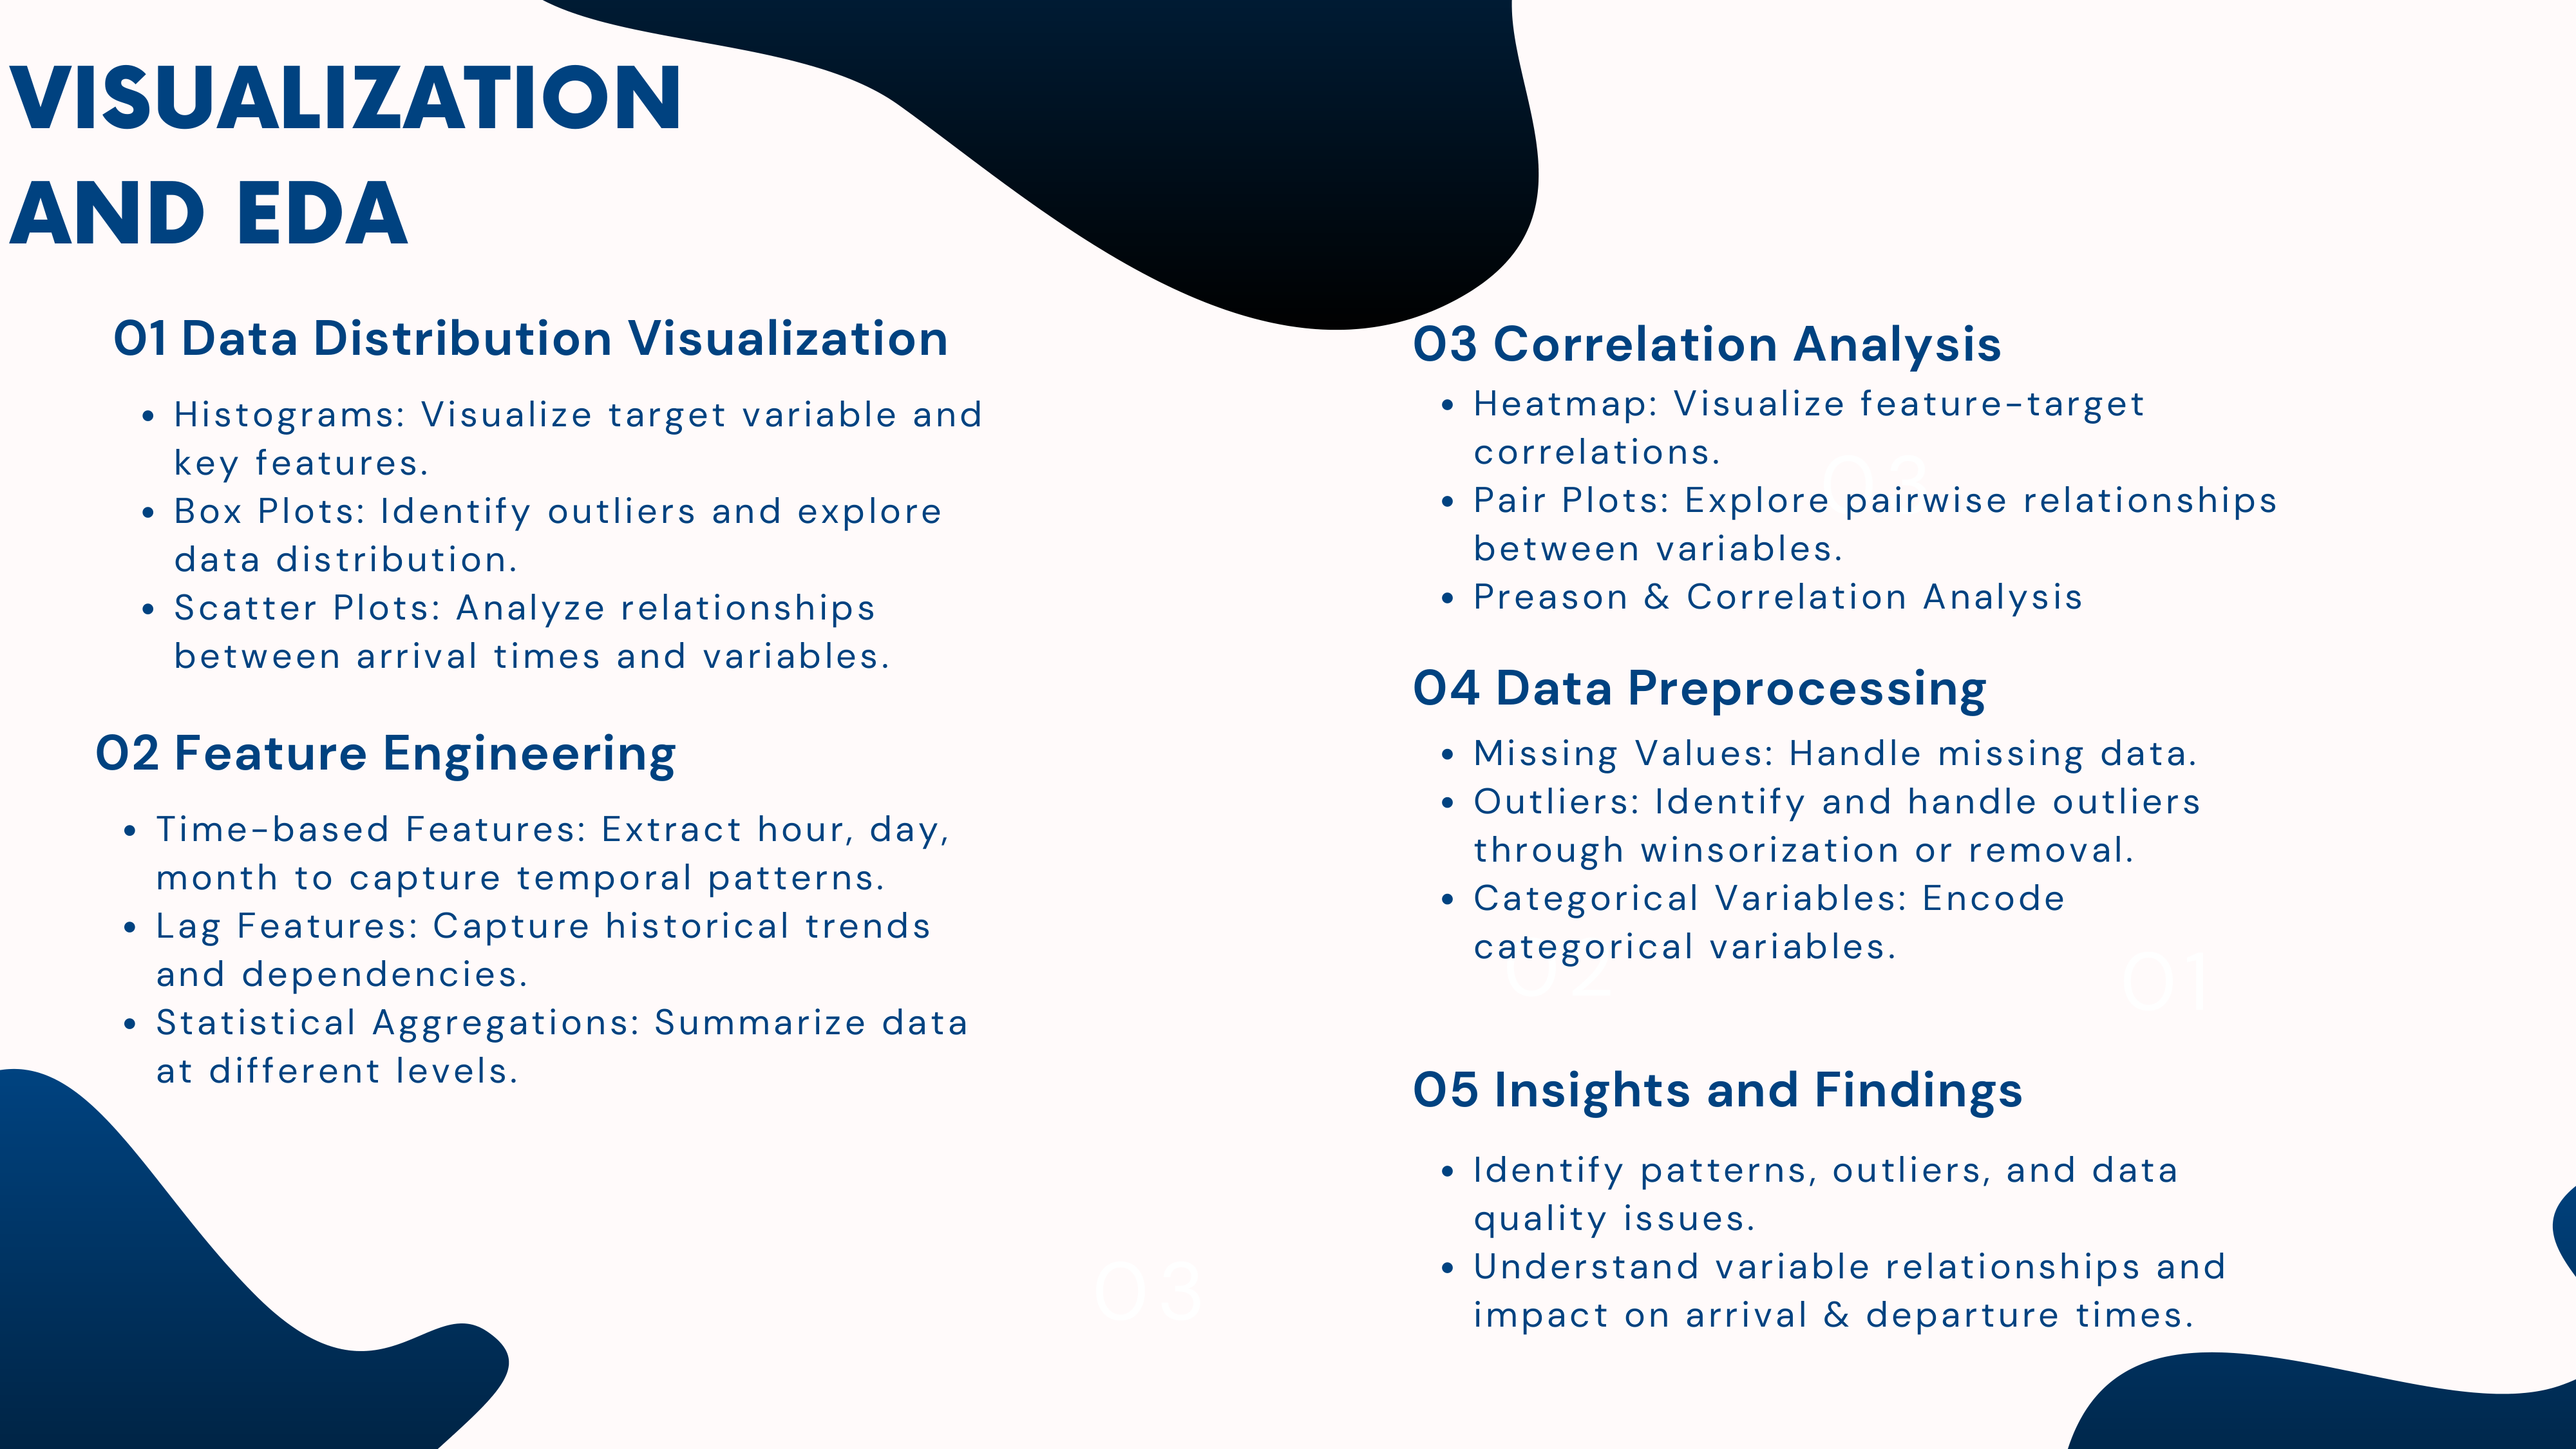 VISUALIZATION
AND EDA
01 Data Distribution Visualization
• Histograms: Visualize target variable and
key features.
• Box Plots: Identify outliers and explore
data distribution.
• Scatter Plots: Analyze relationships
between arrival times and variables.
02 Feature Engineering
• Time-based Features: Extract hour, day,
month to capture temporal patterns.
• Lag Features: Capture historical trends
and dependencies.
• Statistical Aggregations: Summarize data
at different levels.
03
03 Correlation Analysis
• Heatmap: Visualize feature-target
correlations.
03
• Pair Plots: Explore pairwise relationships
between variables.
• Preason & Correlation Analysis
04 Data Preprocessing
• Missing Values: Handle missing data.
• Outliers: Identify and handle outliers
through winsorization or removal.
• Categorical Variables: Encode
categorical variables.
02
01
05 Insights and Findings
• Identify patterns, outliers, and data
quality issues.
• Understand variable relationships and
impact on arrival & departure times.